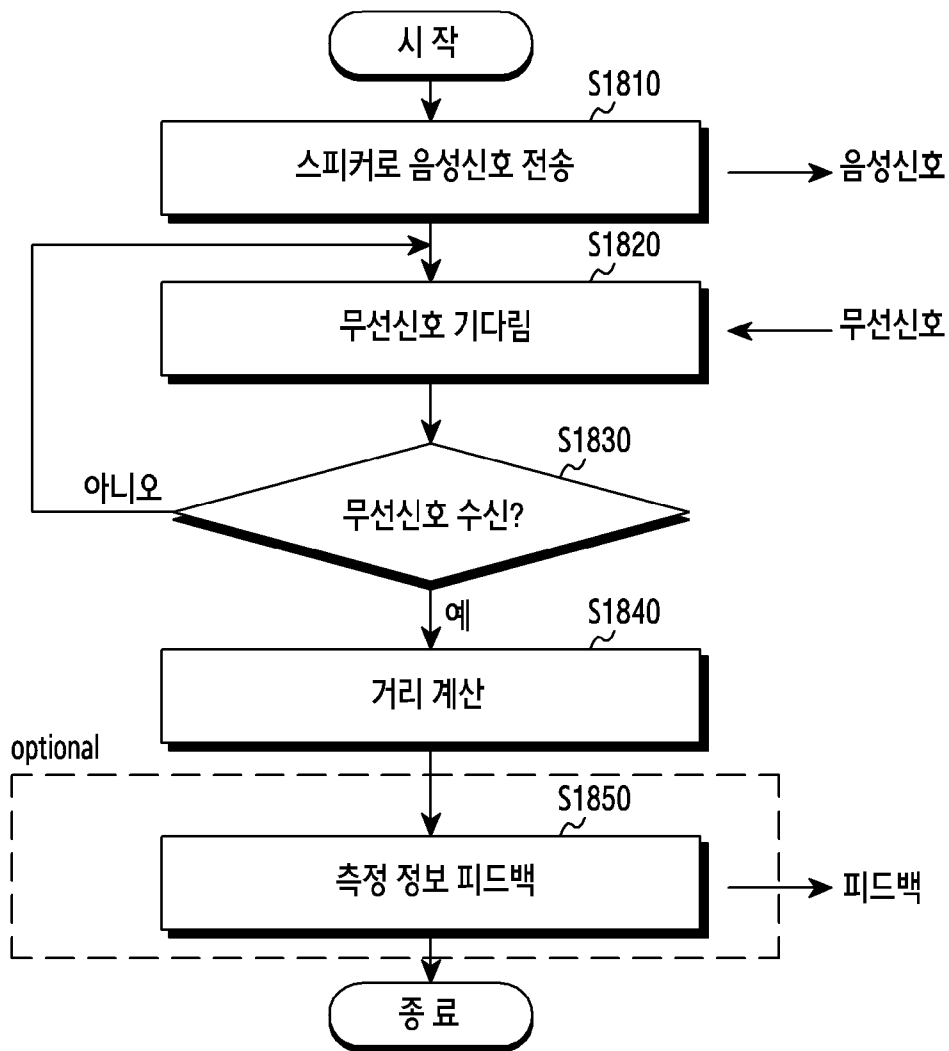 시 작
S1810
스피커로 음성신호 전송
음성신호
S1820
무선신호 기다림
무선신호
S1830
아니오
무선신호 수신?
예
S1840
거리 계산
optional
S1850
측정 정보 피드백
피드백
종 료